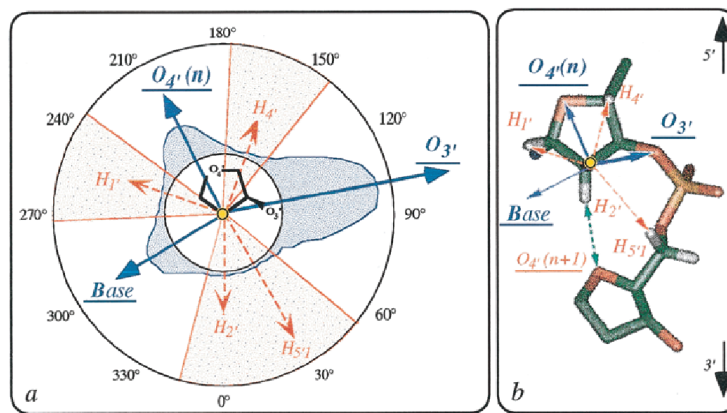 180°
210°
150°
O4'(n)
240°
120°
H4'
O3'
H1'
O4'
O3'
270°
90°
Base
H2'
H5'1
300°
60°
330°
30°
0°
a
b
5'
O4'(n)
H4'
H1'
O3'
Base
H2'
H5'1
O4'(n+1)
3'